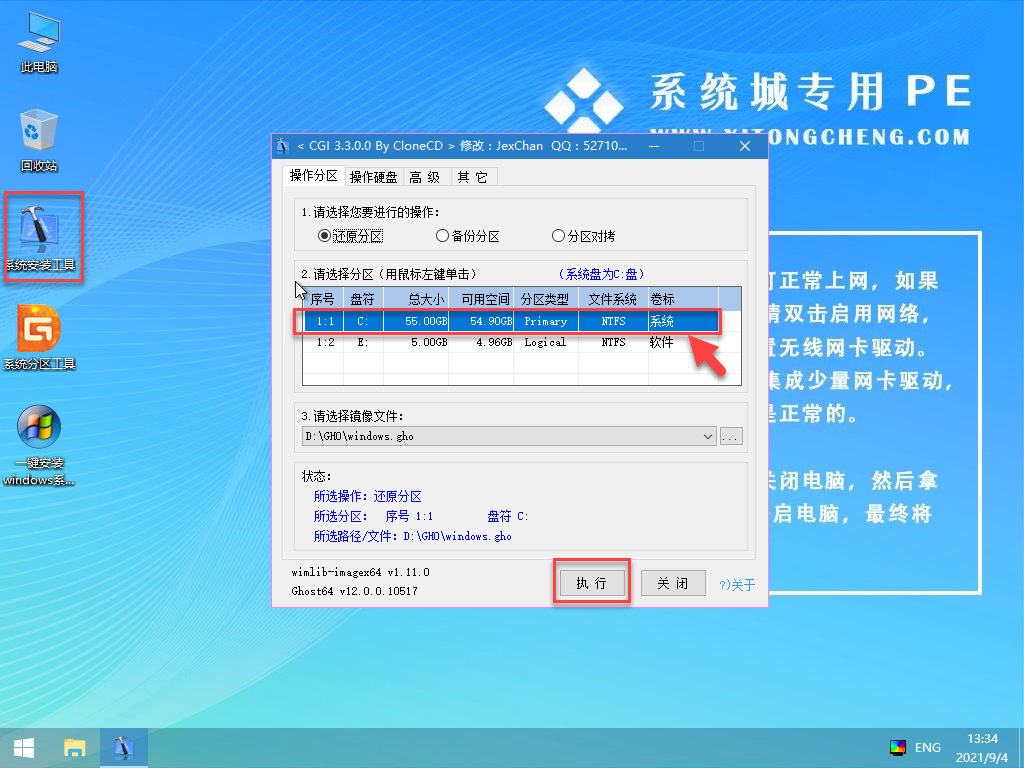 此电脑
回收站
系统安装工具
系统分区工具
一键安装
windows系...
系统城专用 PE
WWW.XITONGCHENG.COM
< CGI 3.3.0.0 By CloneCD > 修改 : JexChan QQ : 52710...
操作分区 操作硬盘 高 级 其 它
1.请选择您要进行的操作:
还原分区 备份分区 分区对拷
2.请选择分区（用鼠标左键单击） （系统盘为C:盘）
序号 盘符 总大小 可用空间 分区类型 文件系统 卷标
1:1 C: 55.00GB 54.90GB Primary NTFS 系统
1:2 E: 5.00GB 4.96GB Logical NTFS 软件
3.请选择镜像文件:
D:\GHO\windows.gho ...
状态:
所选操作: 还原分区
所选分区: 序号 1:1 盘符 C:
所选路径/文件: D:\GHO\windows.gho
wimlib-imagex64 v1.11.0
Ghost64 v12.0.0.10517
执 行 关 闭 ?)关于
正常上网，如果
双击启用网络，
无线网卡驱动。
集成少量网卡驱动，
是正常的。
关闭电脑，然后拿
启电脑，最终将
ENG
13:34
2021/9/4